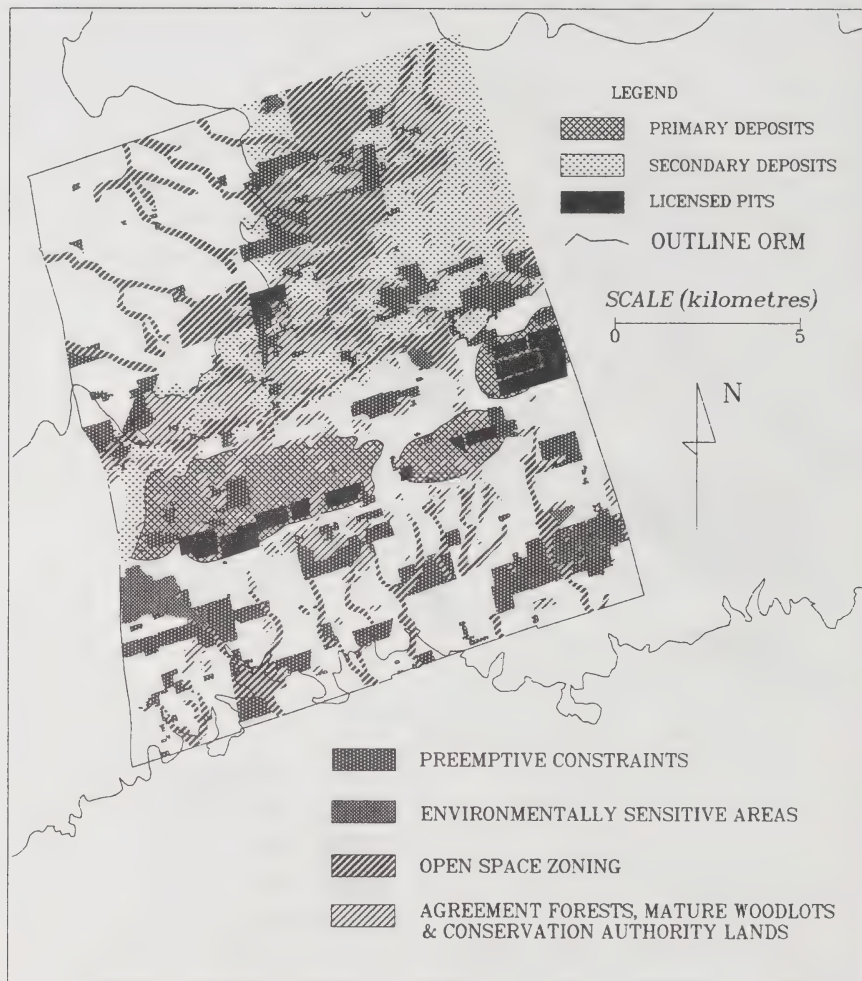 LEGEND
PRIMARY DEPOSITS
SECONDARY DEPOSITS
LICENSED PITS
OUTLINE ORM
SCALE (kilometres)
0 5
N
PREEMPTIVE CONSTRAINTS
ENVIRONMENTALLY SENSITIVE AREAS
OPEN SPACE ZONING
AGREEMENT FORESTS, MATURE WOODLOTS
& CONSERVATION AUTHORITY LANDS